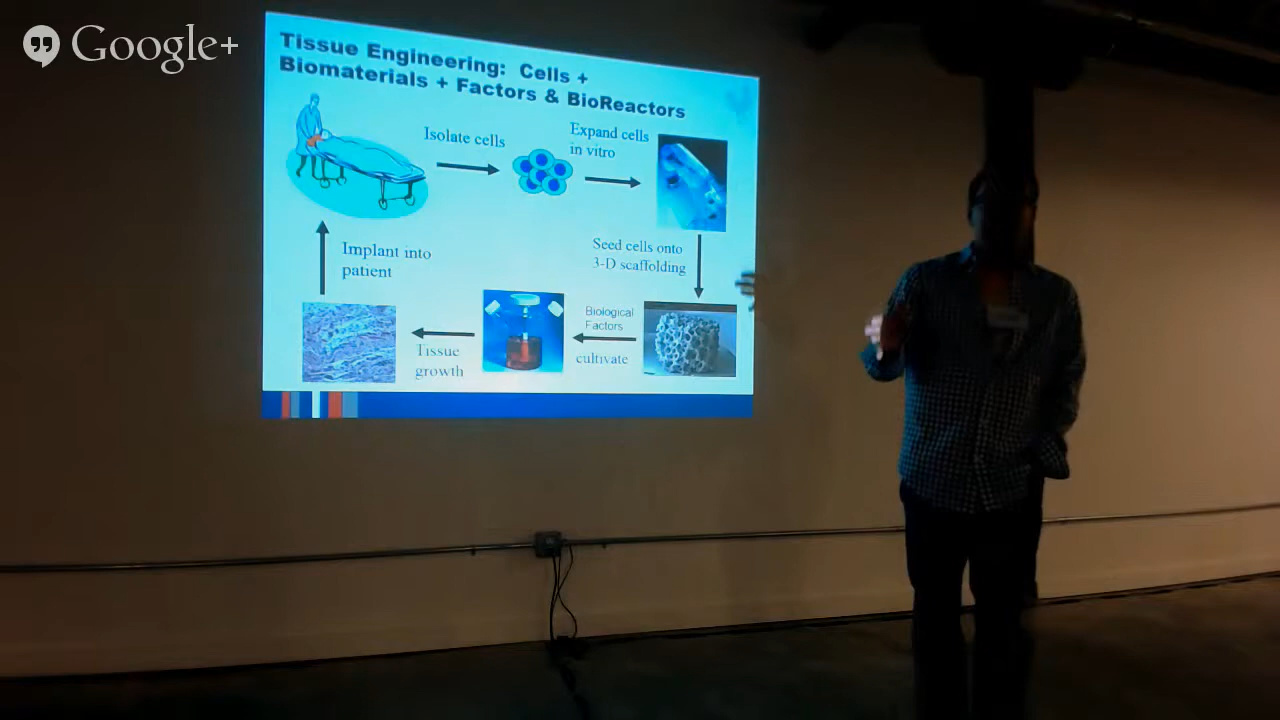 Google+
Tissue Engineering: Cells +
Biomaterials + Factors & BioReactors
Isolate cells
Expand cells
in vitro
Seed cells onto
3-D scaffolding
Biological
Factors
cultivate
Tissue
growth
Implant into
patient